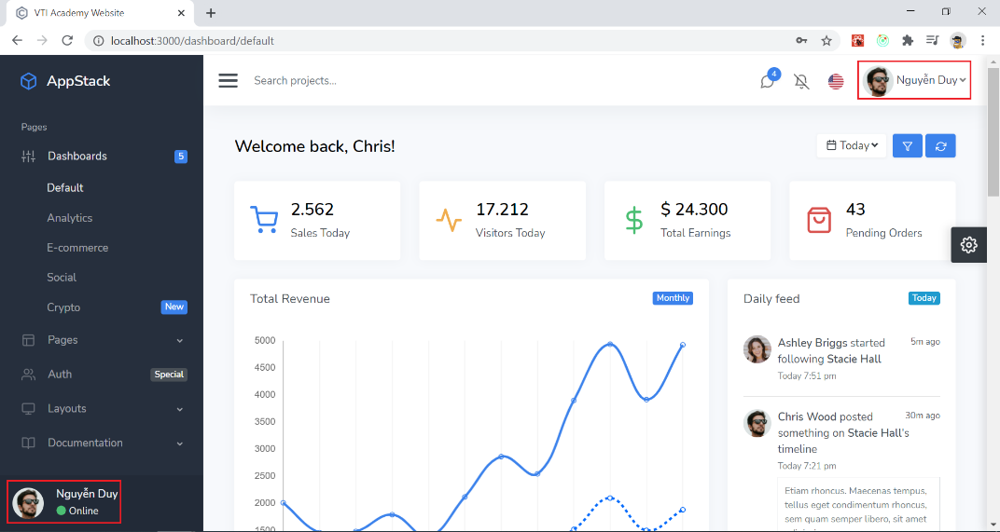 VTI Academy Website
localhost:3000/dashboard/default
AppStack
Pages
Dashboards 5
Default
Analytics
E-commerce
Social
Crypto New
Pages
Auth Special
Layouts
Documentation
Nguyễn Duy
Online
Search projects...
4
Nguyễn Duy
Welcome back, Chris!
Today
2.562
Sales Today
17.212
Visitors Today
$ 24.300
Total Earnings
43
Pending Orders
Total Revenue Monthly
5000
4500
4000
3500
3000
2500
2000
1500
Daily feed Today
Ashley Briggs started 5m ago
following Stacie Hall
Today 7:51 pm
Chris Wood posted 30m ago
something on Stacie Hall's
timeline
Today 7:21 pm
Etiam rhoncus. Maecenas tempus,
tellus eget condimentum rhoncus,
sem quam semper libero, sit amet